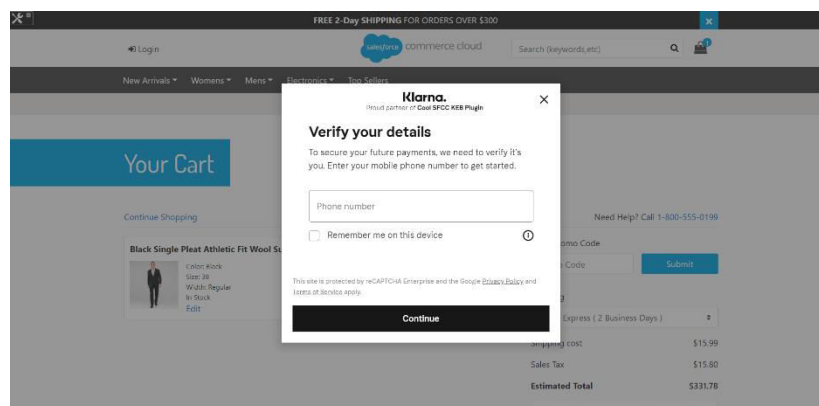 FREE 2-Day SHIPPING FOR ORDERS OVER $300
Login
salesforce commerce cloud
Search (keywords,etc)
New Arrivals Womens Mens Electronics Top Sellers
Klarna.
Proud partner of Cool SFCC KEB Plugin
Verify your details
To secure your future payments, we need to verify it's
you. Enter your mobile phone number to get started.
Phone number
Remember me on this device
This site is protected by reCAPTCHA Enterprise and the Google Privacy Policy and
Terms of Service apply.
Continue
Your Cart
Continue Shopping
Need Help? Call 1-800-555-0199
Black Single Pleat Athletic Fit Wool Su
Color: Black
Size: 38
Width: Regular
In Stock
Edit
omo Code
Code
Submit
Express ( 2 Business Days )
Shipping cost $15.99
Sales Tax $15.80
Estimated Total $331.78